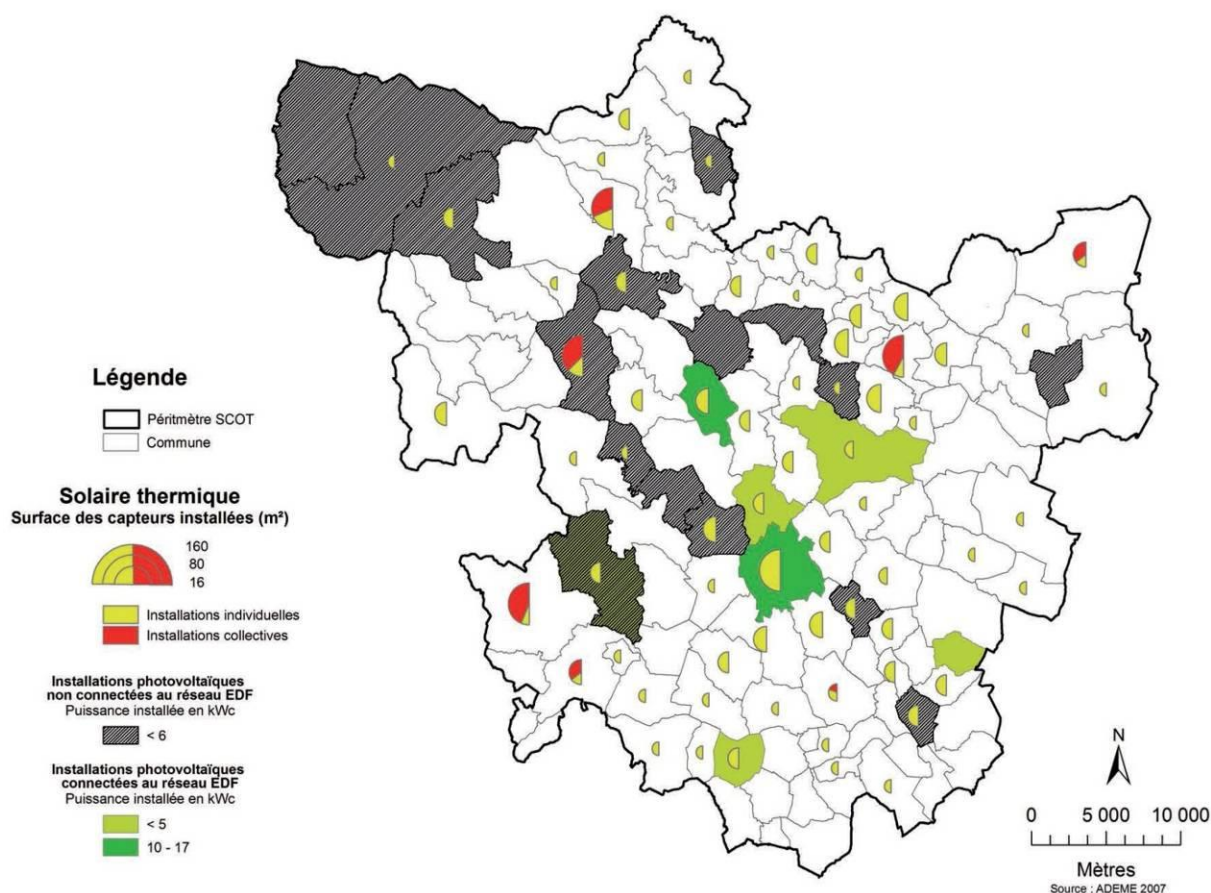 Légende
Péritmètre SCOT
Commune
Solaire thermique
Surface des capteurs installées (m²)
160
80
16
Installations individuelles
Installations collectives
Installations photovoltaïques
non connectées au réseau EDF
Puissance installée en kWc
< 6
Installations photovoltaïques
connectées au réseau EDF
Puissance installée en kWc
< 5
10 - 17
N
0 5 000 10 000
Mètres
Source : ADEME 2007